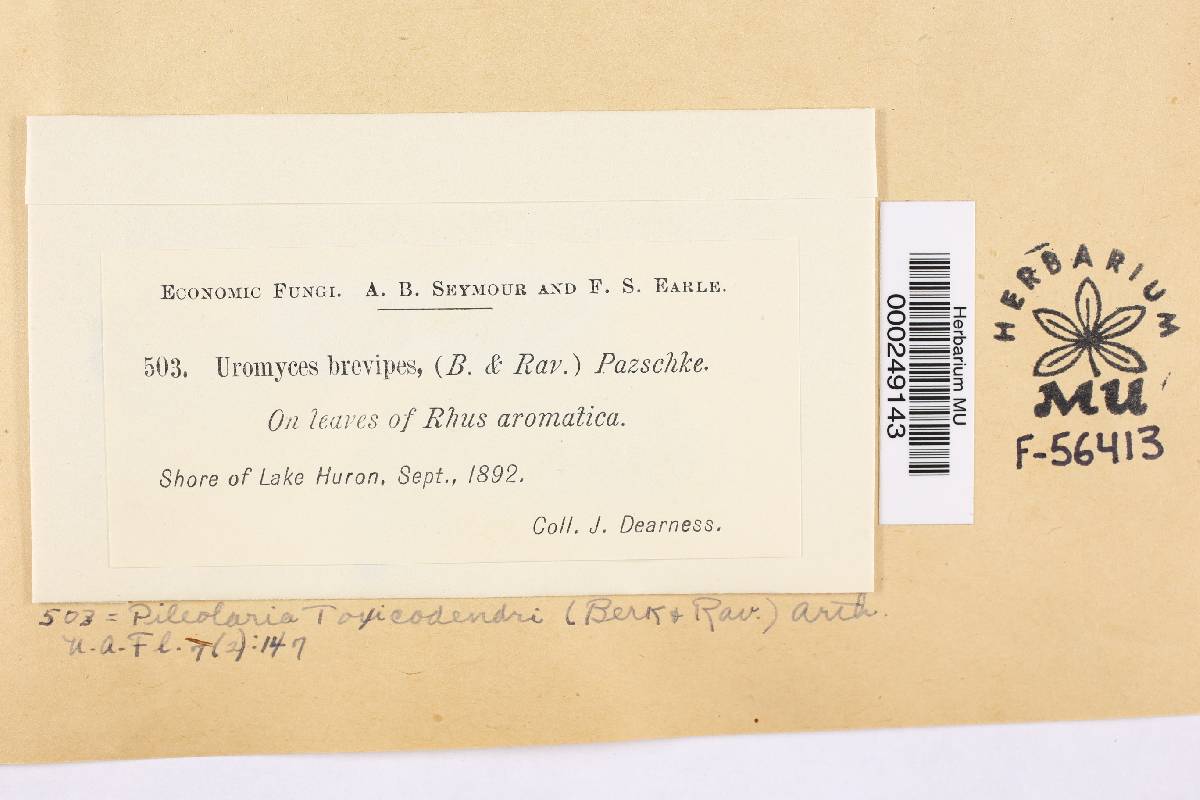 ECONOMIC FUNGI. A. B. SEYMOUR AND F. S. EARLE.
503. Uromyces brevipes, (B. & Rav.) Pazschke.
On leaves of Rhus aromatica.
Shore of Lake Huron, Sept., 1892.
Coll. J. Dearness.
503 = Pileolaria Toxicodendri (Berk & Rav.) Arth.
N.A.Fl. 7(2):147
000249143
Herbarium MU
HERBARIUM
MU
F-56413